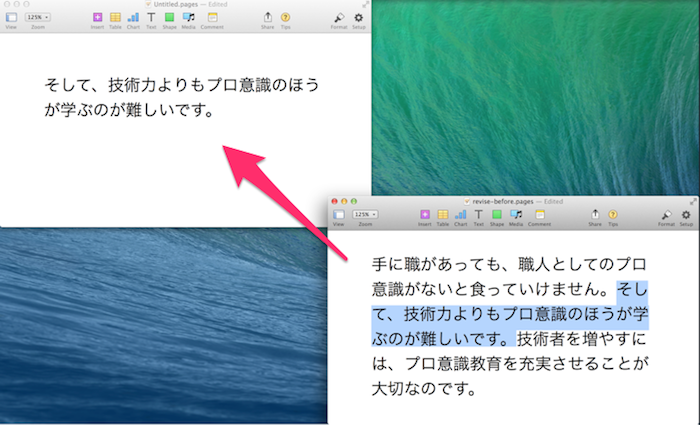 Untitled.pages — Edited
125%
View Zoom Insert Table Chart Text Shape Media Comment Share Tips Format Setup
そして、技術力よりもプロ意識のほう
が学ぶのが難しいです。
revise-before.pages — Edited
125%
View Zoom Insert Table Chart Text Shape Media Comment Share Tips Format Setup
手に職があっても、職人としてのプロ
意識がないと食っていけません。そし
て、技術力よりもプロ意識のほうが学
ぶのが難しいです。技術者を増やすに
は、プロ意識教育を充実させることが
大切なのです。